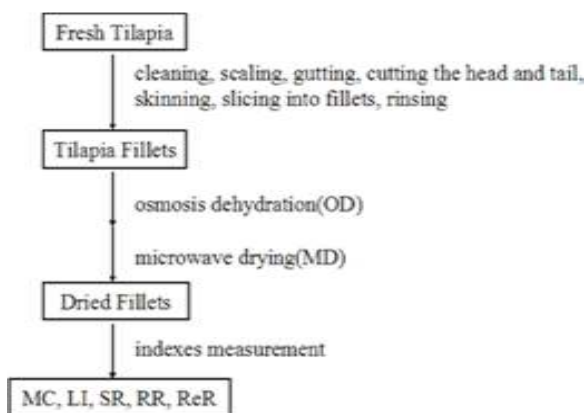 Fresh Tilapia
cleaning, scaling, gutting, cutting the head and tail,
skinning, slicing into fillets, rinsing
Tilapia Fillets
osmosis dehydration(OD)
microwave drying(MD)
Dried Fillets
indexes measurement
MC, LI, SR, RR, ReR